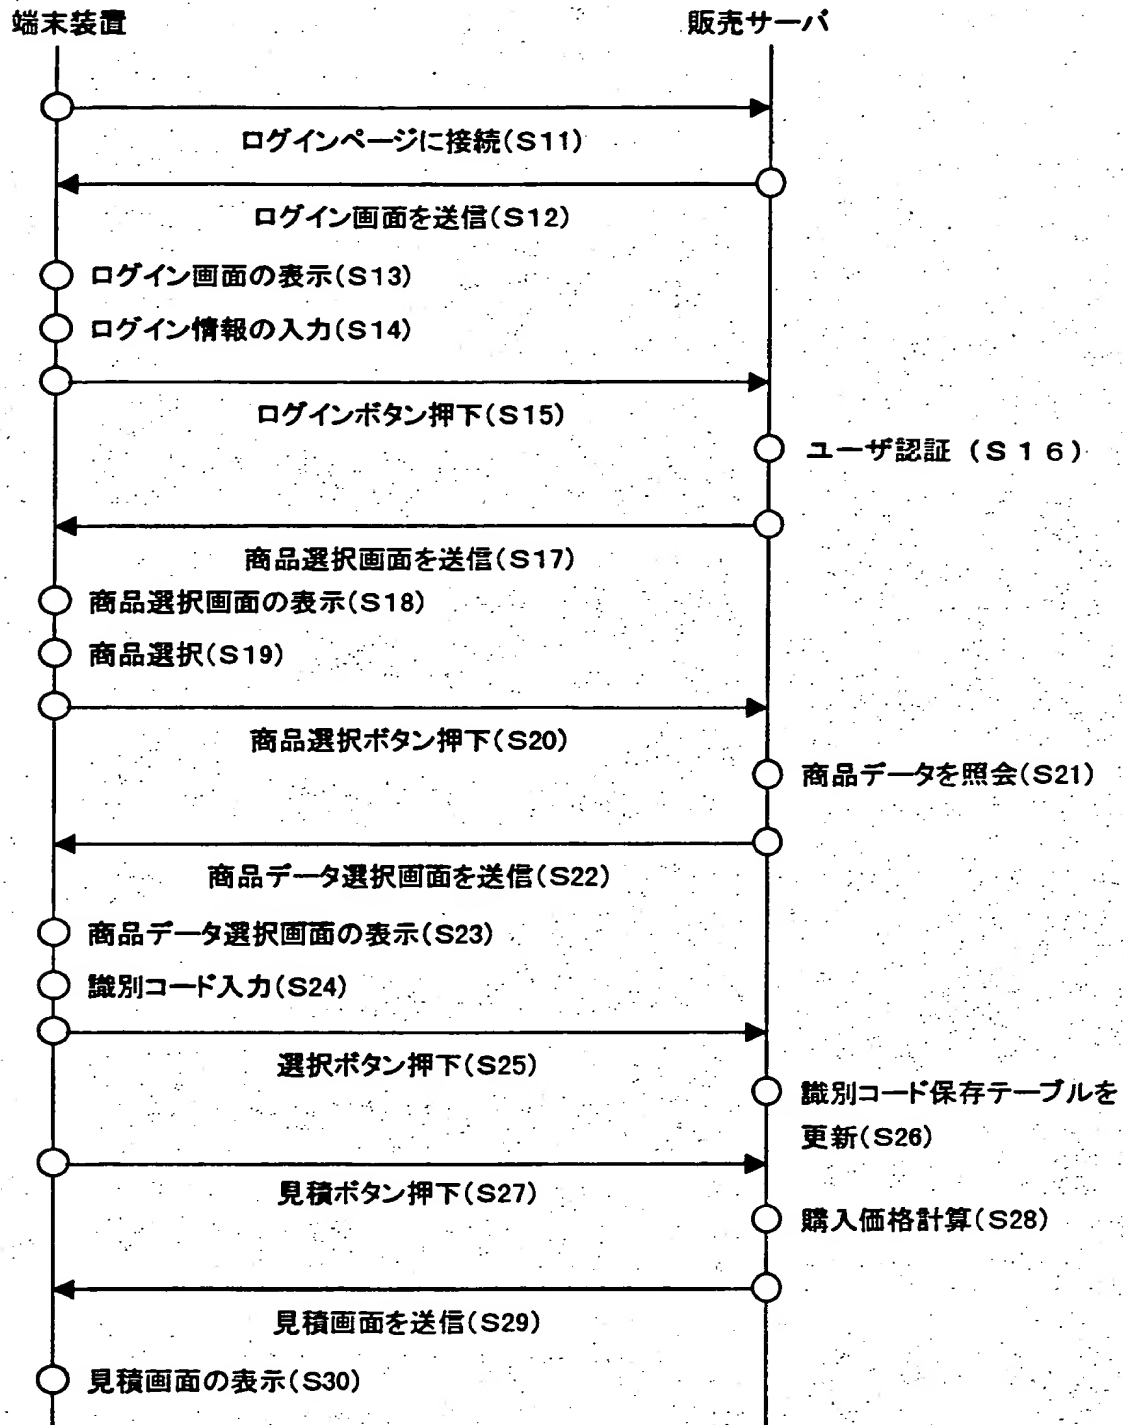 端末装置
販売サーバ
ログインページに接続(S11)
ログイン画面を送信(S12)
ログイン画面の表示(S13)
ログイン情報の入力(S14)
ログインボタン押下(S15)
ユーザ認証(S16)
商品選択画面を送信(S17)
商品選択画面の表示(S18)
商品選択(S19)
商品選択ボタン押下(S20)
商品データを照会(S21)
商品データ選択画面を送信(S22)
商品データ選択画面の表示(S23)
識別コード入力(S24)
選択ボタン押下(S25)
識別コード保存テーブルを
更新(S26)
見積ボタン押下(S27)
購入価格計算(S28)
見積画面を送信(S29)
見積画面の表示(S30)